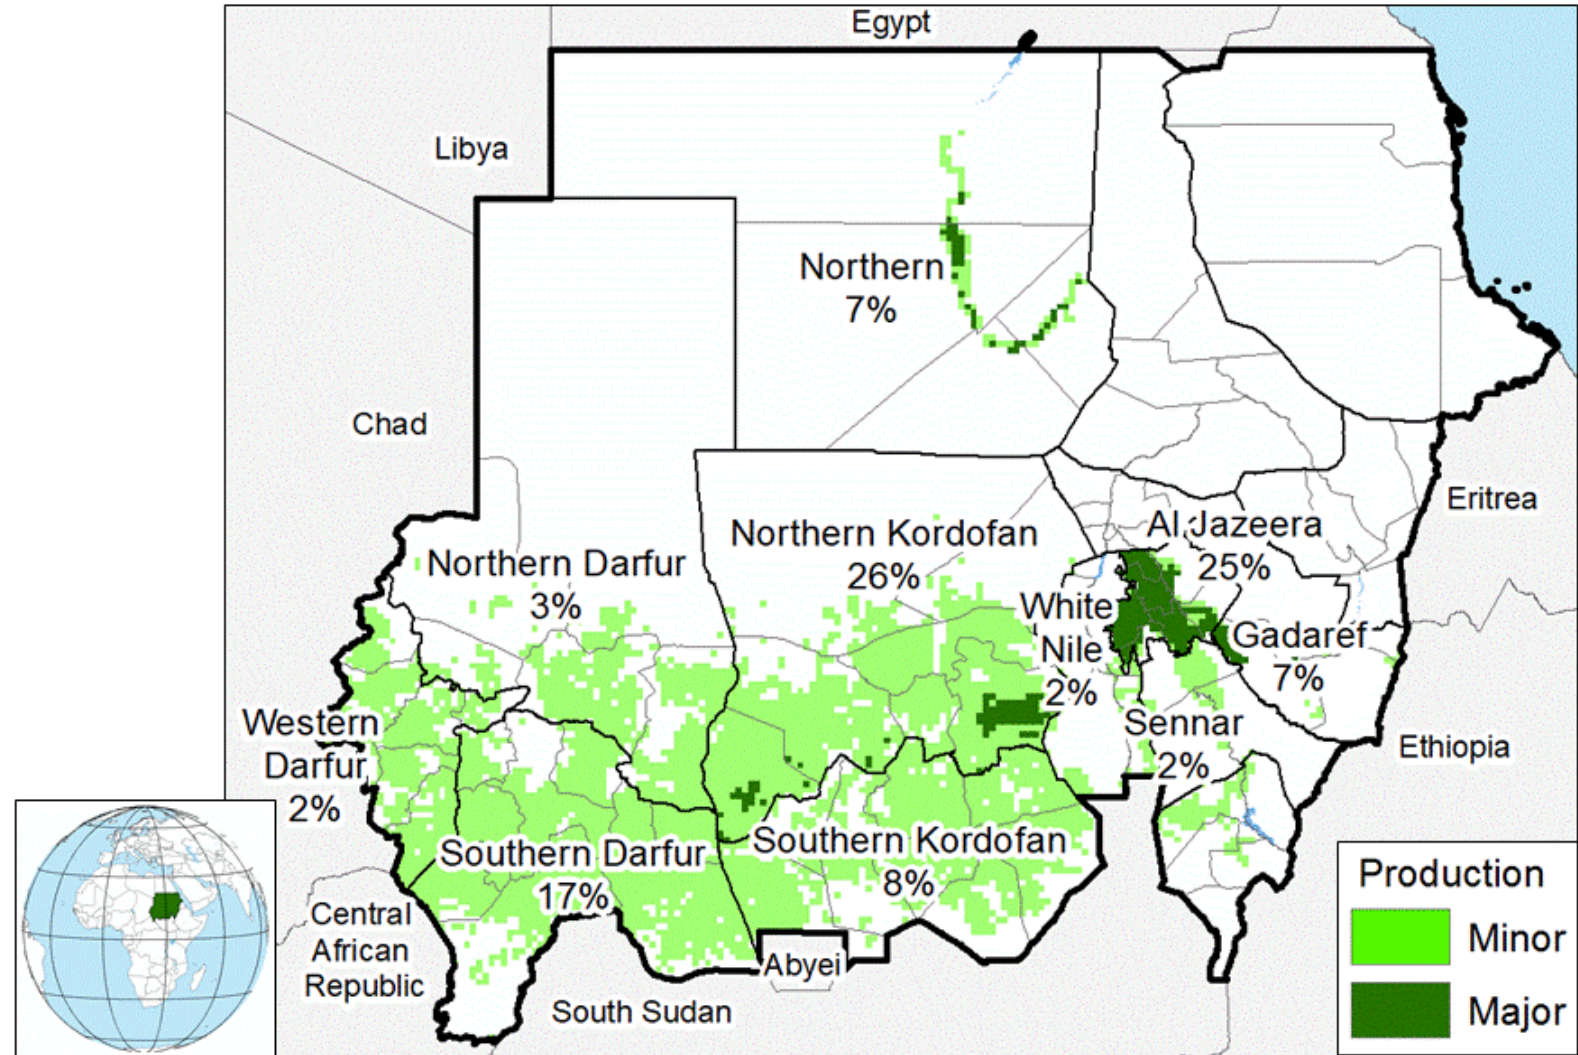 Egypt
Libya
Northern
7%
Chad
Eritrea
Northern Kordofan
26%
Al Jazeera
25%
Northern Darfur
3%
White
Nile
2%
Gadaref
7%
Western
Darfur
2%
Sennar
2%
Ethiopia
Southern Darfur
17%
Southern Kordofan
8%
Central
African
Republic
Abyei
South Sudan
Production
Minor
Major